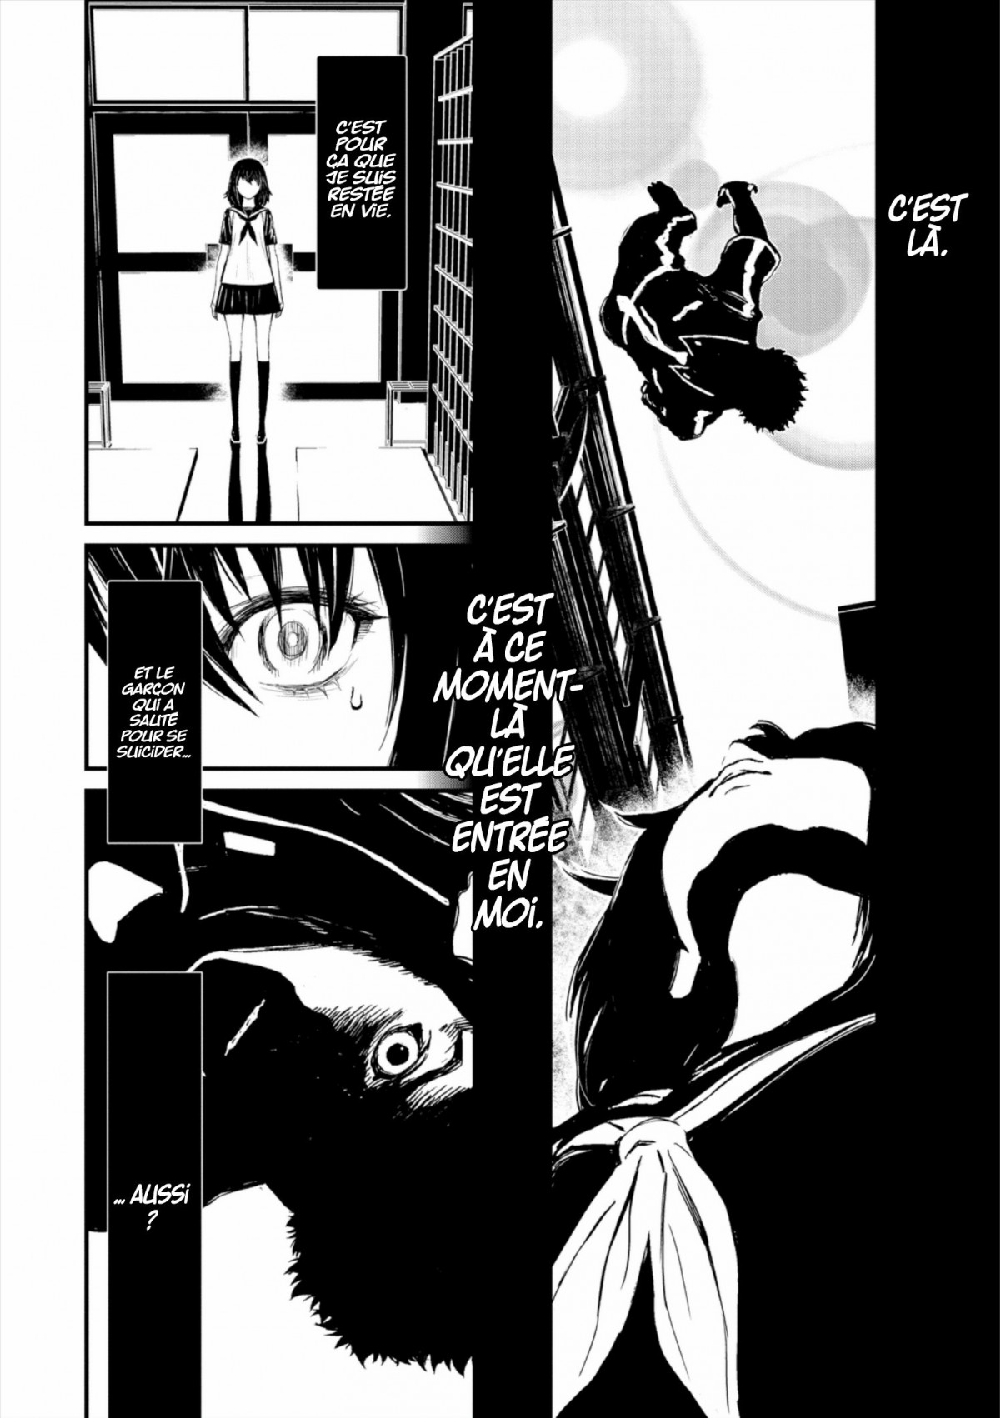 C'EST
LÀ.
C'EST
À CE
MOMENT-
LÀ
QU'ELLE
EST
ENTRÉE
EN
MOI.
C'EST
POUR
ÇA QUE
JE SUIS
RESTÉE
EN VIE.
ET LE
GARÇON
QUI A
SAUTÉ
POUR SE
SUICIDER...
... AUSSI
?